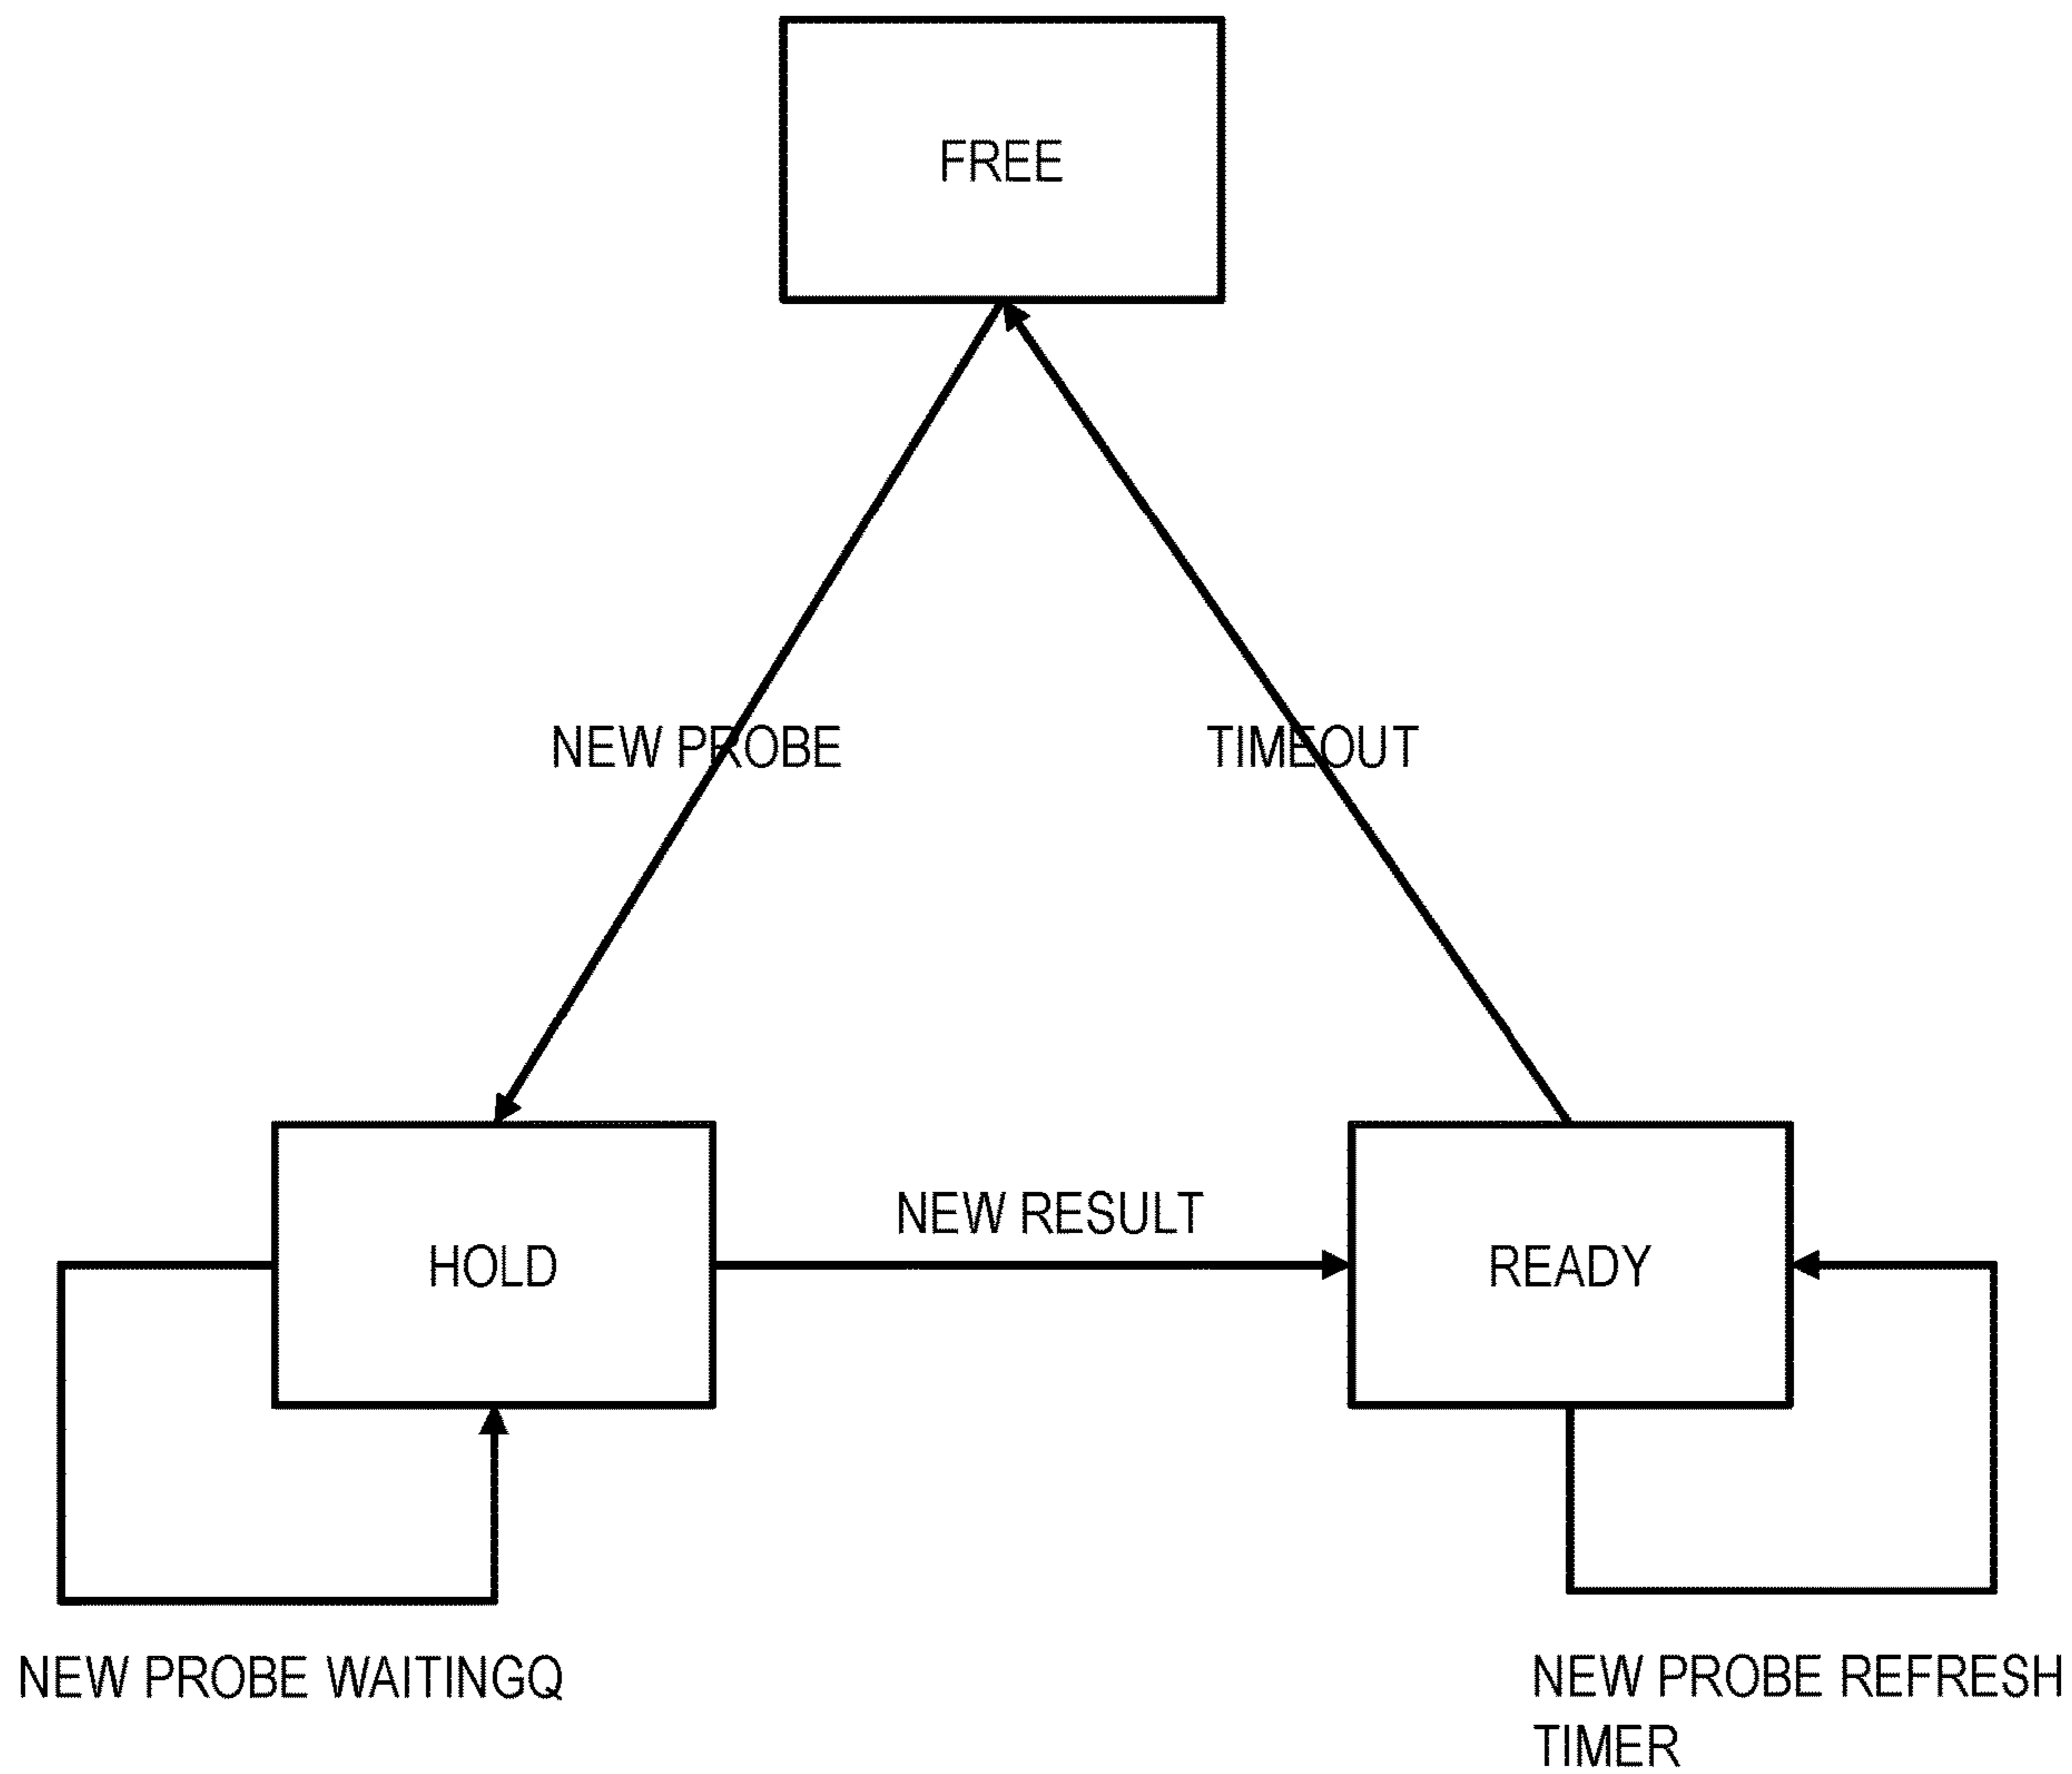 FREE
NEW PROBE
TIMEOUT
NEW RESULT
HOLD
READY
NEW PROBE WAITINGQ
NEW PROBE REFRESH
TIMER